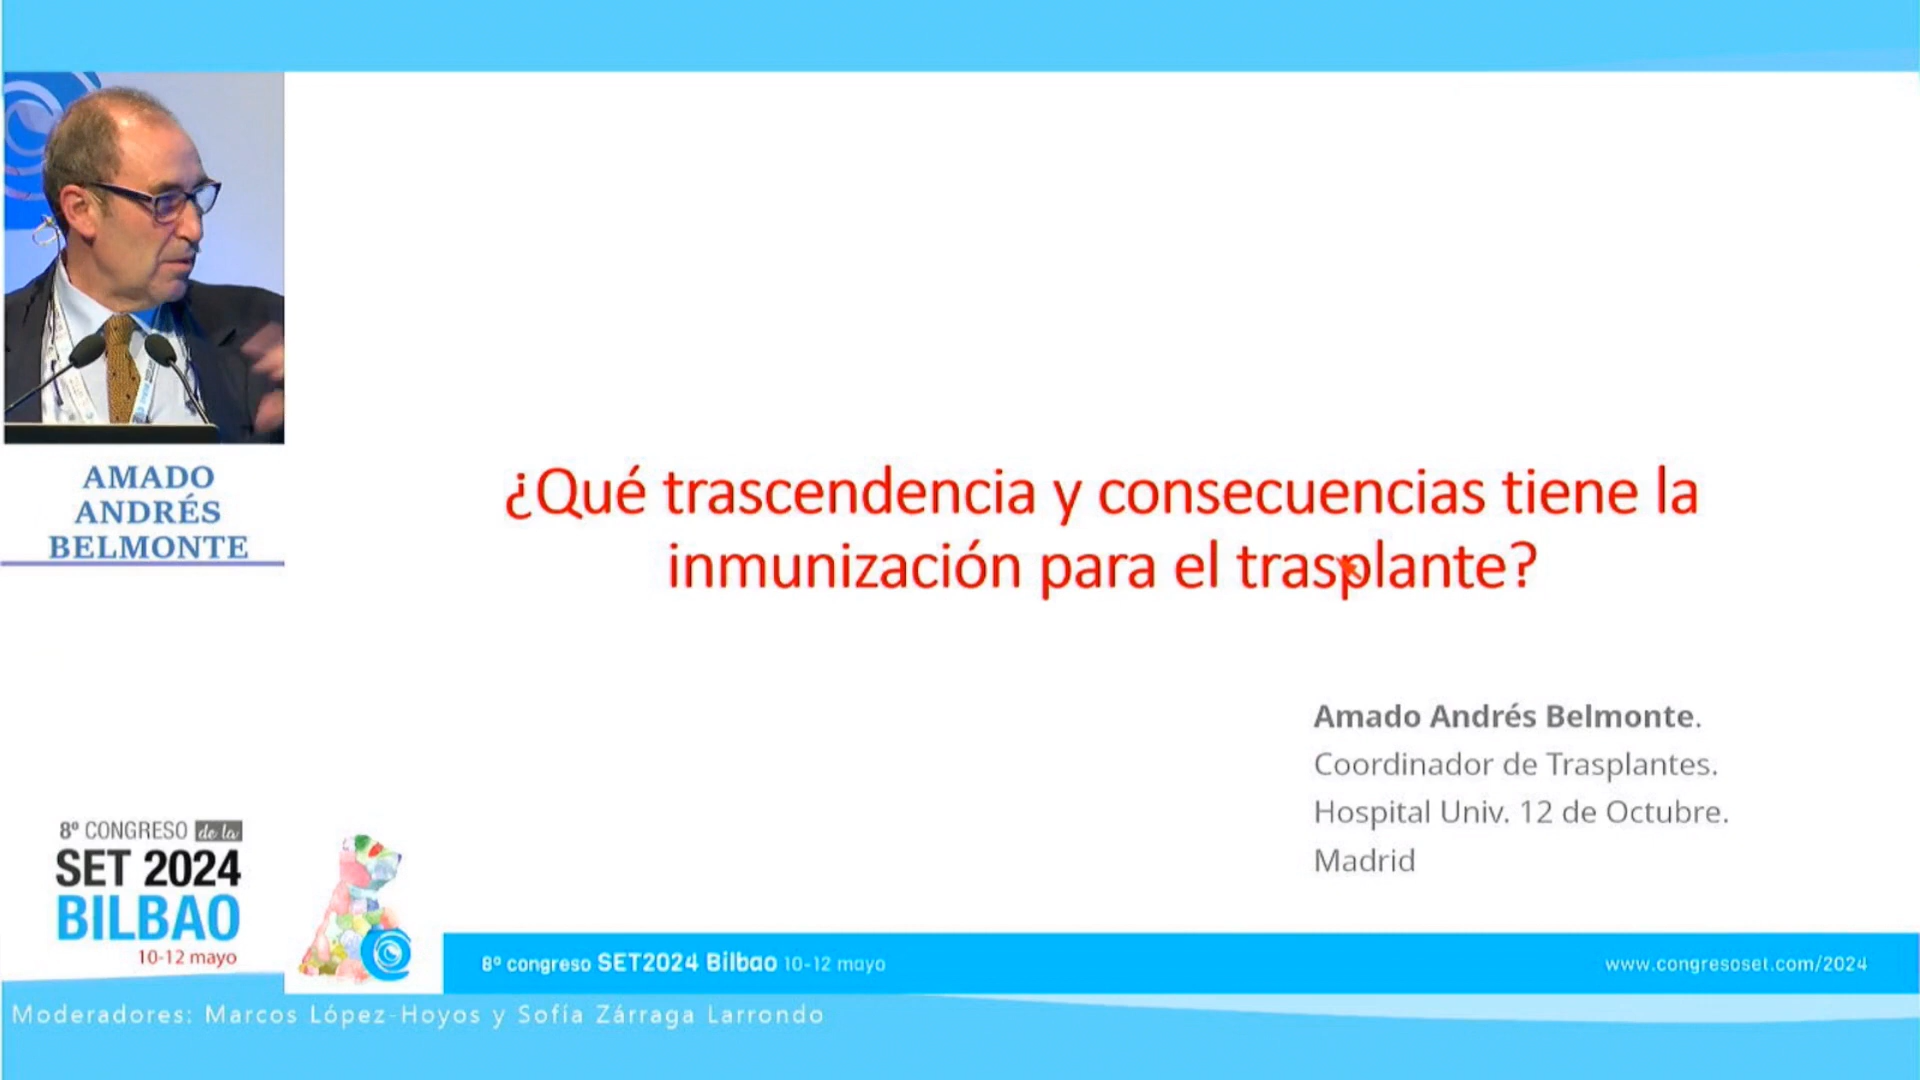 AMADO
ANDRÉS
BELMONTE
¿Qué trascendencia y consecuencias tiene la
inmunización para el trasplante?
Amado Andrés Belmonte.
Coordinador de Trasplantes.
Hospital Univ. 12 de Octubre.
Madrid
8º CONGRESO de la
SET 2024
BILBAO
10-12 mayo
8º congreso SET2024 Bilbao 10-12 mayo
www.congresoset.com/2024
Moderadores: Marcos López-Hoyos y Sofía Zárraga Larrondo